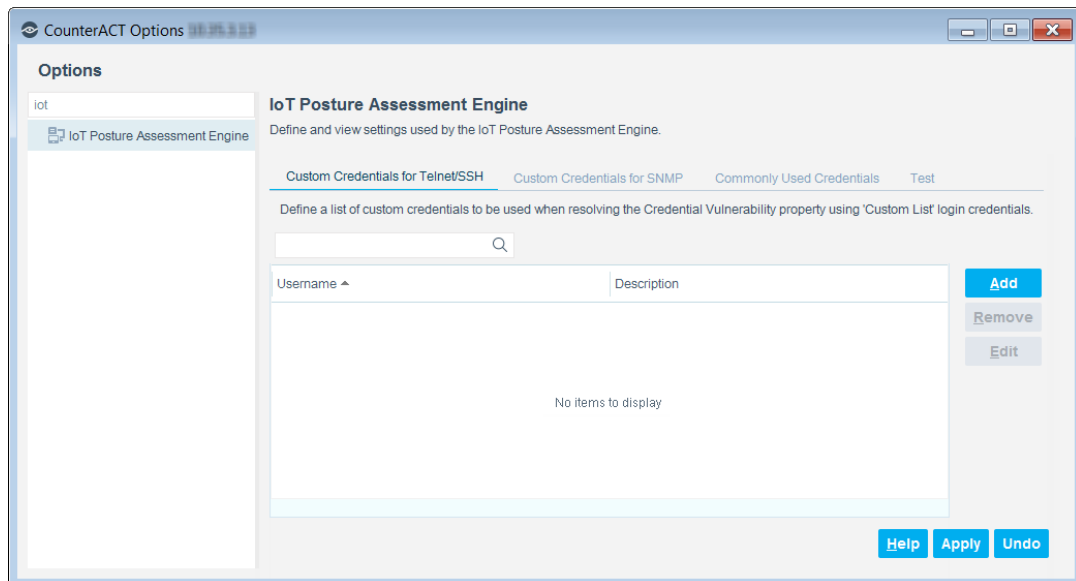 CounterACT Options
Options
iot
IoT Posture Assessment Engine
IoT Posture Assessment Engine
Define and view settings used by the IoT Posture Assessment Engine.
Custom Credentials for Telnet/SSH Custom Credentials for SNMP Commonly Used Credentials Test
Define a list of custom credentials to be used when resolving the Credential Vulnerability property using 'Custom List' login credentials.
Username Description
Add
Remove
Edit
No items to display
Help Apply Undo